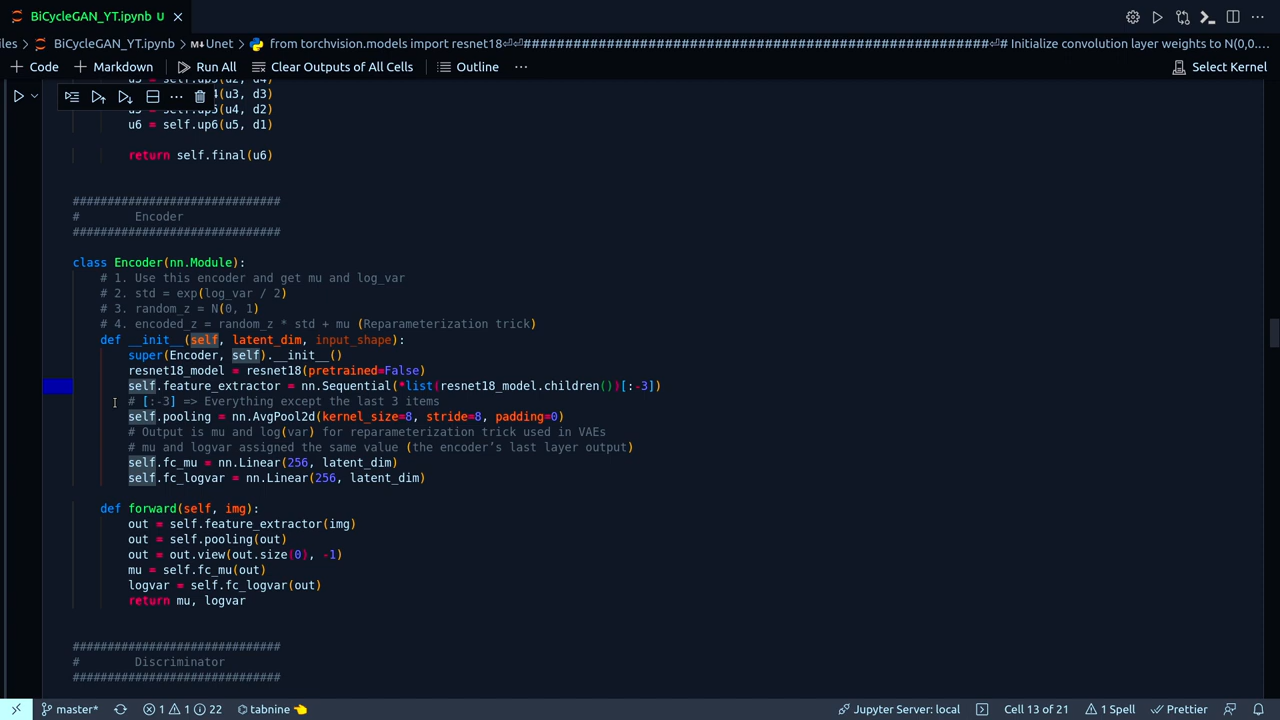 BiCycleGAN_YT.ipynb U
iles > BiCycleGAN_YT.ipynb > M↓Unet > from torchvision.models import resnet18⏎⏎##################################################################⏎# Initialize convolution layer weights to N(0,0....
+ Code + Markdown Run All Clear Outputs of All Cells Outline ... Select Kernel
(u3, d3)
(u4, d2)
u6 = self.up6(u5, d1)
return self.final(u6)
##############################
# Encoder
##############################
class Encoder(nn.Module):
# 1. Use this encoder and get mu and log_var
# 2. std = exp(log_var / 2)
# 3. random_z = N(0, 1)
# 4. encoded_z = random_z * std + mu (Reparameterization trick)
def __init__(self, latent_dim, input_shape):
super(Encoder, self).__init__()
resnet18_model = resnet18(pretrained=False)
self.feature_extractor = nn.Sequential(*list(resnet18_model.children())[:-3])
# [:-3] => Everything except the last 3 items
self.pooling = nn.AvgPool2d(kernel_size=8, stride=8, padding=0)
# Output is mu and log(var) for reparameterization trick used in VAEs
# mu and logvar assigned the same value (the encoder’s last layer output)
self.fc_mu = nn.Linear(256, latent_dim)
self.fc_logvar = nn.Linear(256, latent_dim)
def forward(self, img):
out = self.feature_extractor(img)
out = self.pooling(out)
out = out.view(out.size(0), -1)
mu = self.fc_mu(out)
logvar = self.fc_logvar(out)
return mu, logvar
##############################
# Discriminator
##############################
master* 1 1 22 tabnine Jupyter Server: local Cell 13 of 21 1 Spell Prettier